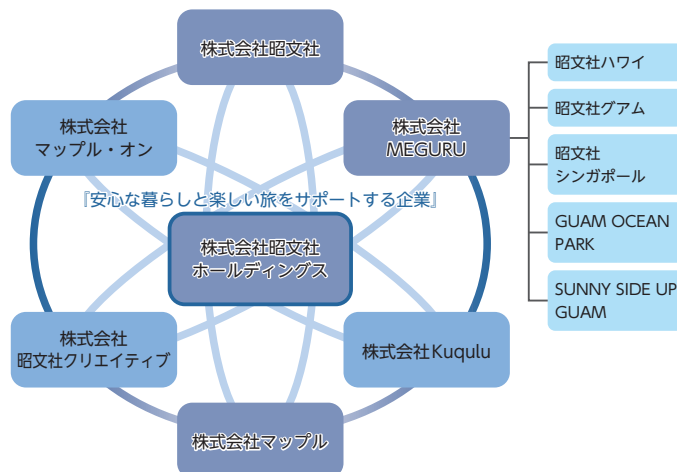 株式会社昭文社
株式会社
マップル・オン
株式会社
MEGURU
『安心な暮らしと楽しい旅をサポートする企業』
株式会社昭文社
ホールディングス
株式会社
昭文社クリエイティブ
株式会社Kuqulu
株式会社マップル
昭文社ハワイ
昭文社グアム
昭文社
シンガポール
GUAM OCEAN
PARK
SUNNY SIDE UP
GUAM